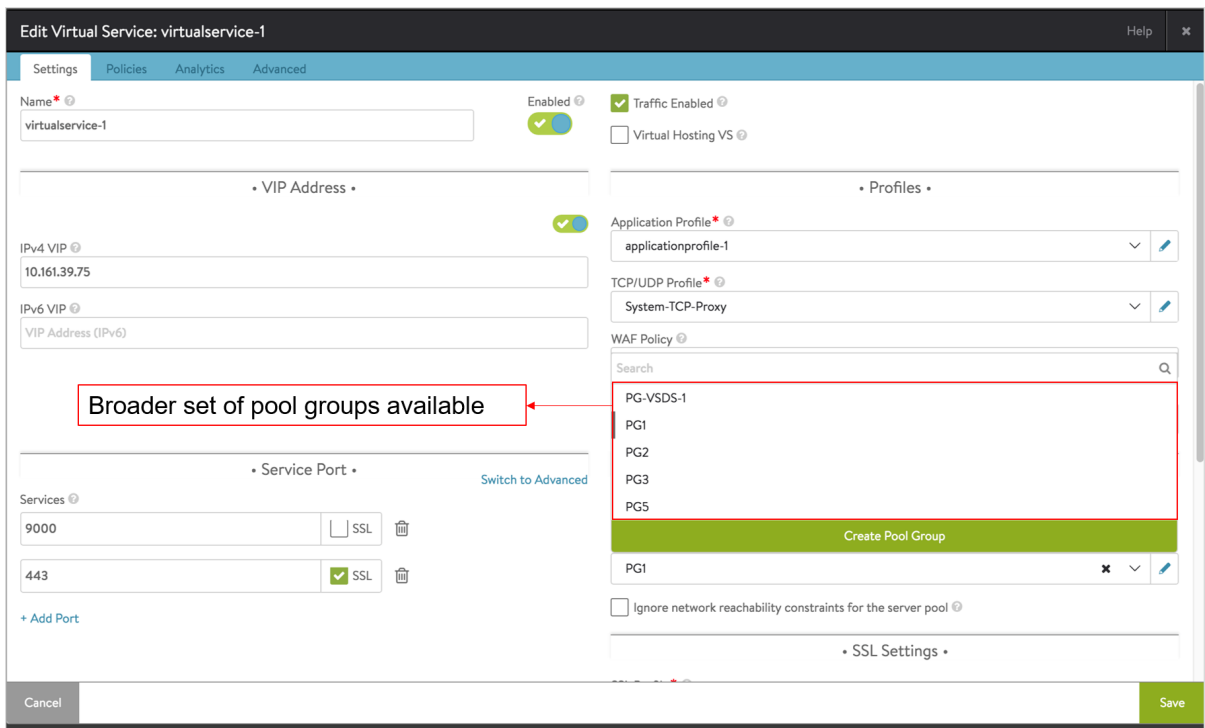 Edit Virtual Service: virtualservice-1
Help
Settings Policies Analytics Advanced
Name*
Enabled
virtualservice-1
Traffic Enabled
Virtual Hosting VS
• VIP Address •
IPv4 VIP
10.161.39.75
IPv6 VIP
VIP Address (IPv6)
Broader set of pool groups available
• Service Port •
Switch to Advanced
Services
9000
SSL
443
SSL
+ Add Port
• Profiles •
Application Profile*
applicationprofile-1
TCP/UDP Profile*
System-TCP-Proxy
WAF Policy
Search
PG-VSDS-1
PG1
PG2
PG3
PG5
Create Pool Group
PG1
Ignore network reachability constraints for the server pool
• SSL Settings •
Cancel
Save